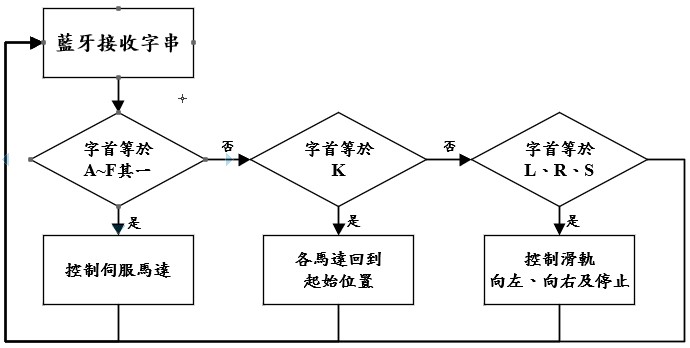 藍牙接收字串
字首等於
A~F其一
否
字首等於
K
否
字首等於
L、R、S
是
是
是
控制伺服馬達
各馬達回到
起始位置
控制滑軌
向左、向右及停止